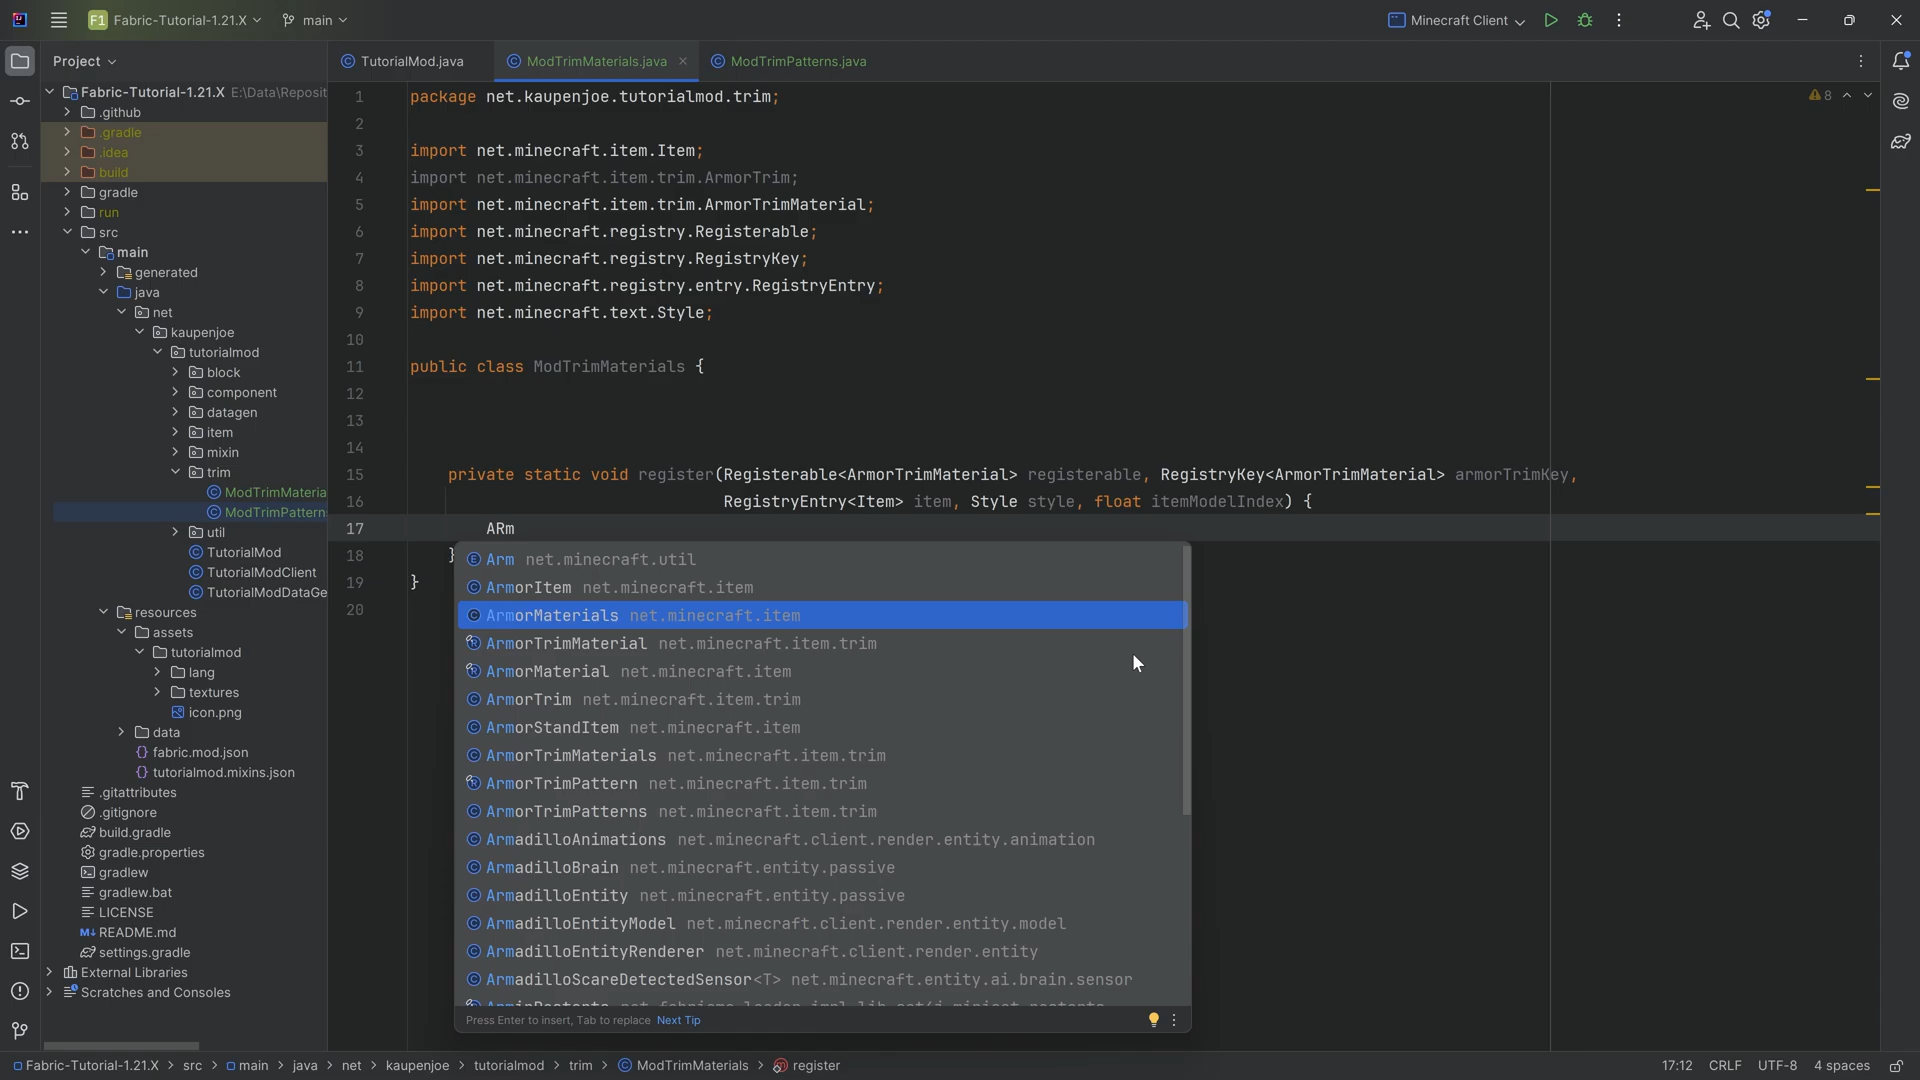 F1 Fabric-Tutorial-1.21.X main Minecraft Client
Project TutorialMod.java ModTrimMaterials.java ModTrimPatterns.java
Fabric-Tutorial-1.21.X E:\Data\Reposit
.github
.gradle
.idea
build
gradle
run
src
main
generated
java
net
kaupenjoe
tutorialmod
block
component
datagen
item
mixin
trim
ModTrimMateria
ModTrimPattern
util
TutorialMod
TutorialModClient
TutorialModDataGe
resources
assets
tutorialmod
lang
textures
icon.png
data
fabric.mod.json
tutorialmod.mixins.json
.gitattributes
.gitignore
build.gradle
gradle.properties
gradlew
gradlew.bat
LICENSE
README.md
settings.gradle
External Libraries
Scratches and Consoles
8
1 package net.kaupenjoe.tutorialmod.trim;
2
3 import net.minecraft.item.Item;
4 import net.minecraft.item.trim.ArmorTrim;
5 import net.minecraft.item.trim.ArmorTrimMaterial;
6 import net.minecraft.registry.Registerable;
7 import net.minecraft.registry.RegistryKey;
8 import net.minecraft.registry.entry.RegistryEntry;
9 import net.minecraft.text.Style;
10
11 public class ModTrimMaterials {
12
13
14
15 private static void register(Registerable<ArmorTrimMaterial> registerable, RegistryKey<ArmorTrimMaterial> armorTrimKey,
16 RegistryEntry<Item> item, Style style, float itemModelIndex) {
17 ARm
18 }
19 }
20
Arm net.minecraft.util
ArmorItem net.minecraft.item
ArmorMaterials net.minecraft.item
ArmorTrimMaterial net.minecraft.item.trim
ArmorMaterial net.minecraft.item
ArmorTrim net.minecraft.item.trim
ArmorStandItem net.minecraft.item
ArmorTrimMaterials net.minecraft.item.trim
ArmorTrimPattern net.minecraft.item.trim
ArmorTrimPatterns net.minecraft.item.trim
ArmadilloAnimations net.minecraft.client.render.entity.animation
ArmadilloBrain net.minecraft.entity.passive
ArmadilloEntity net.minecraft.entity.passive
ArmadilloEntityModel net.minecraft.client.render.entity.model
ArmadilloEntityRenderer net.minecraft.client.render.entity
ArmadilloScareDetectedSensor<T> net.minecraft.entity.ai.brain.sensor
Press Enter to insert, Tab to replace Next Tip
Fabric-Tutorial-1.21.X > src > main > java > net > kaupenjoe > tutorialmod > trim > ModTrimMaterials > register 17:12 CRLF UTF-8 4 spaces